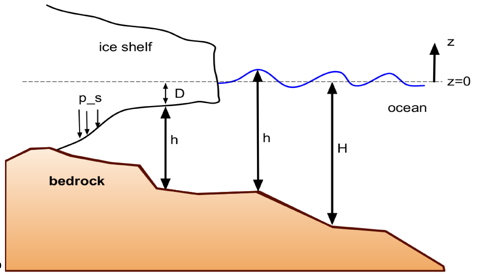 ice shelf
z
z=0
D
p_s
ocean
h
h
H
bedrock